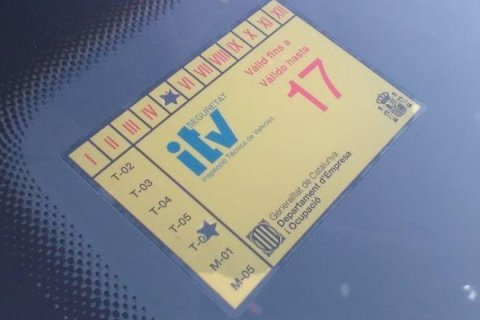 I II III IV VI VII VIII IX X XI XII
T-02
T-03
T-04
T-05
T-0
M-01
M-05
SEGURETAT
itv
Inspecció Tècnica de Vehicles
Vàlid fins a
Válido hasta
17
Generalitat de Catalunya
Departament d'Empresa
i Ocupació